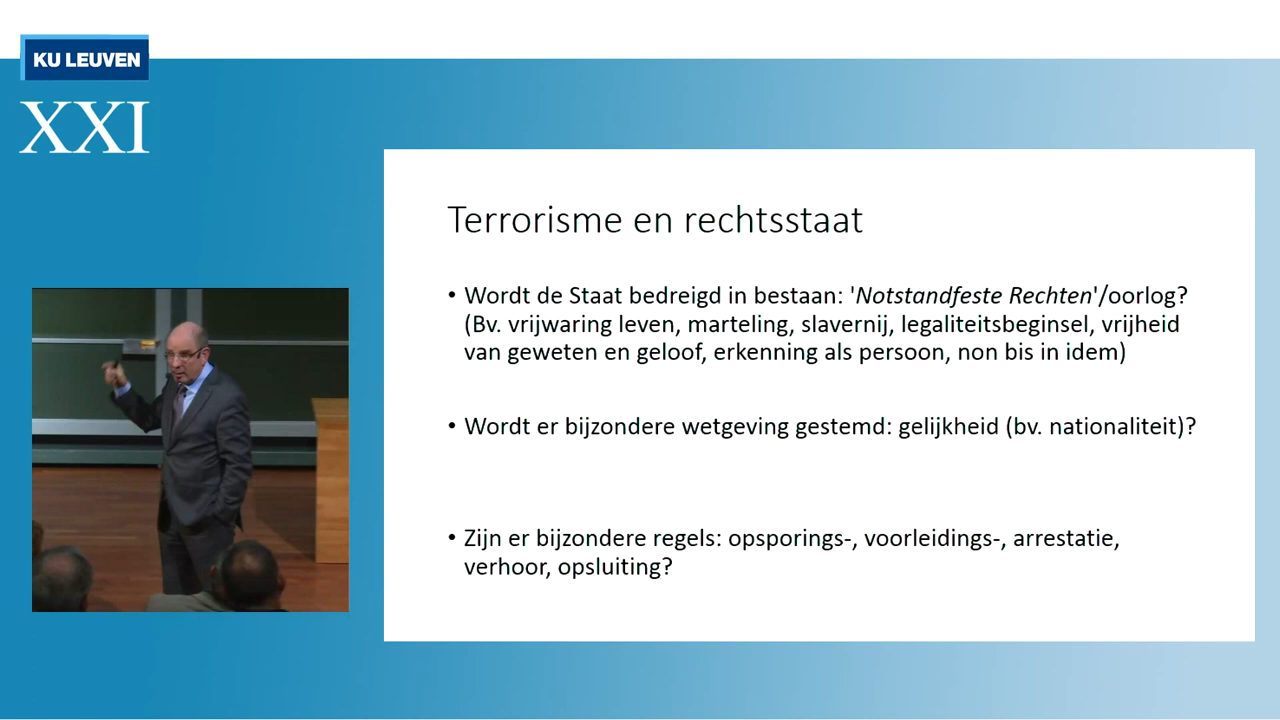 KU LEUVEN
XXI
Terrorisme en rechtsstaat
• Wordt de Staat bedreigd in bestaan: 'Notstandfeste Rechten'/oorlog?
(Bv. vrijwaring leven, marteling, slavernij, legaliteitsbeginsel, vrijheid
van geweten en geloof, erkenning als persoon, non bis in idem)
• Wordt er bijzondere wetgeving gestemd: gelijkheid (bv. nationaliteit)?
• Zijn er bijzondere regels: opsporings-, voorleidings-, arrestatie,
verhoor, opsluiting?